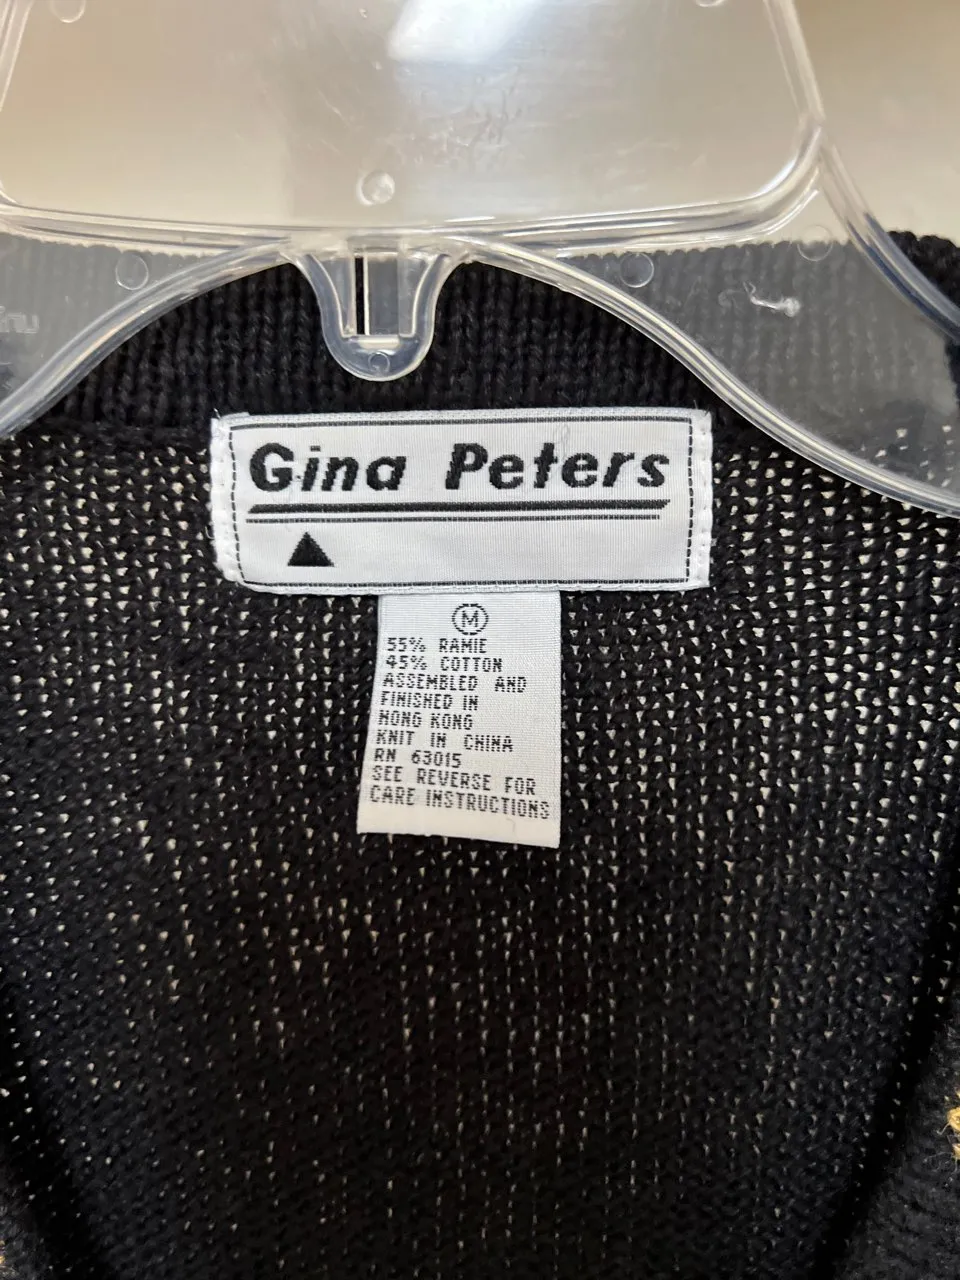 Gina Peters
M
55% RAMIE
45% COTTON
ASSEMBLED AND
FINISHED IN
HONG KONG
KNIT IN CHINA
RN 63015
SEE REVERSE FOR
CARE INSTRUCTIONS